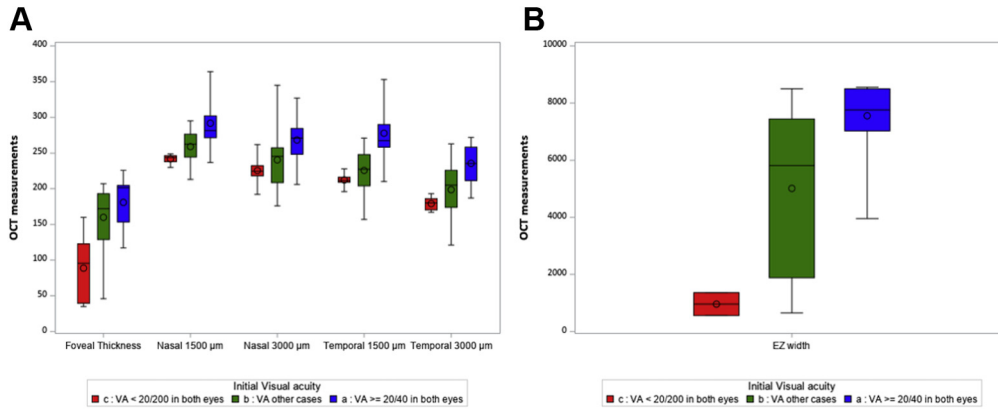 A
OCT measurements
400
350
300
250
200
150
100
50
0
Foveal Thickness Nasal 1500 µm Nasal 3000 µm Temporal 1500 µm Temporal 3000 µm
Initial Visual acuity
c : VA < 20/200 in both eyes b : VA other cases a : VA >= 20/40 in both eyes
B
OCT measurements
10000
8000
6000
4000
2000
0
EZ width
Initial Visual acuity
c : VA < 20/200 in both eyes b : VA other cases a : VA >= 20/40 in both eyes